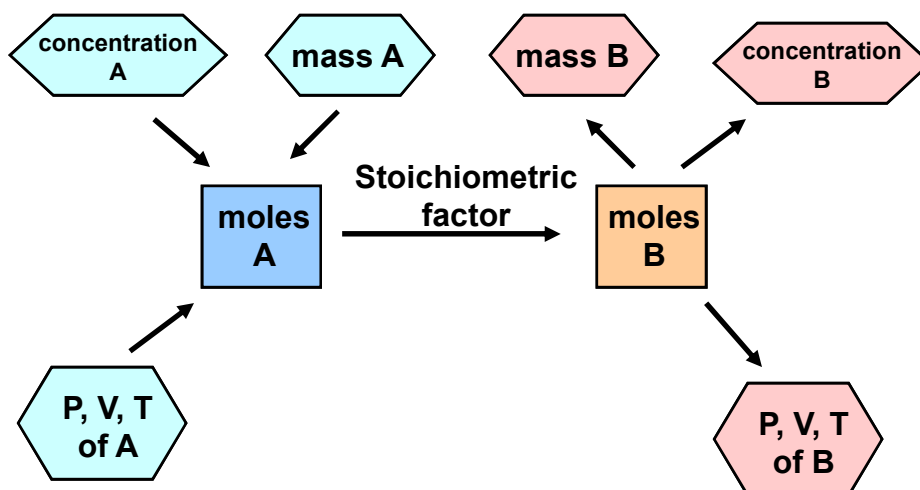 concentration
A
mass A
mass B
concentration
B
Stoichiometric
factor
moles
A
moles
B
P, V, T
of A
P, V, T
of B